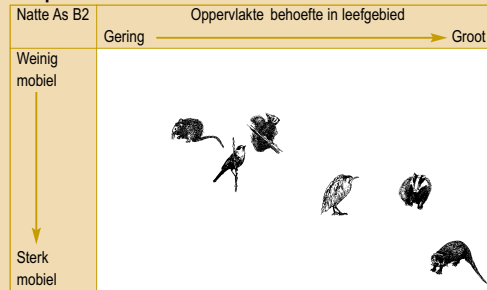 Natte As B2
Oppervlakte behoefte in leefgebied
Gering
Groot
Weinig
mobiel
Sterk
mobiel